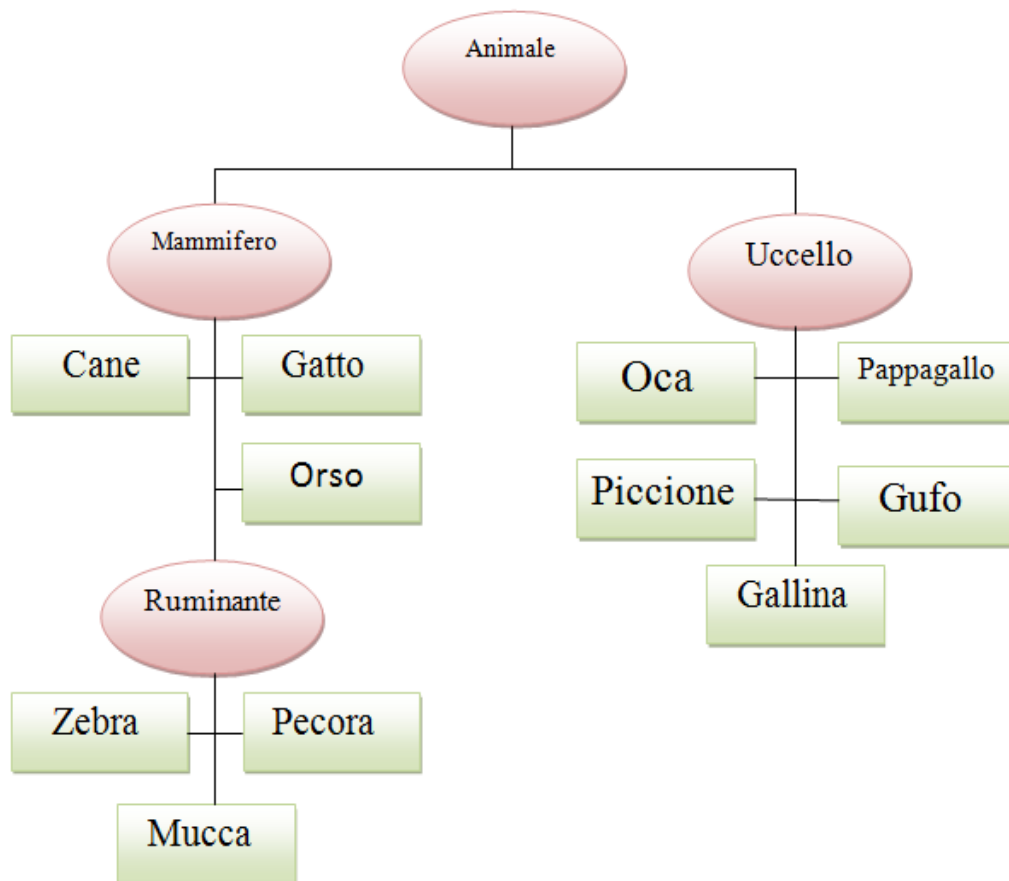 Animale
Mammifero
Uccello
Cane
Gatto
Oca
Pappagallo
Orso
Piccione
Gufo
Gallina
Ruminante
Zebra
Pecora
Mucca